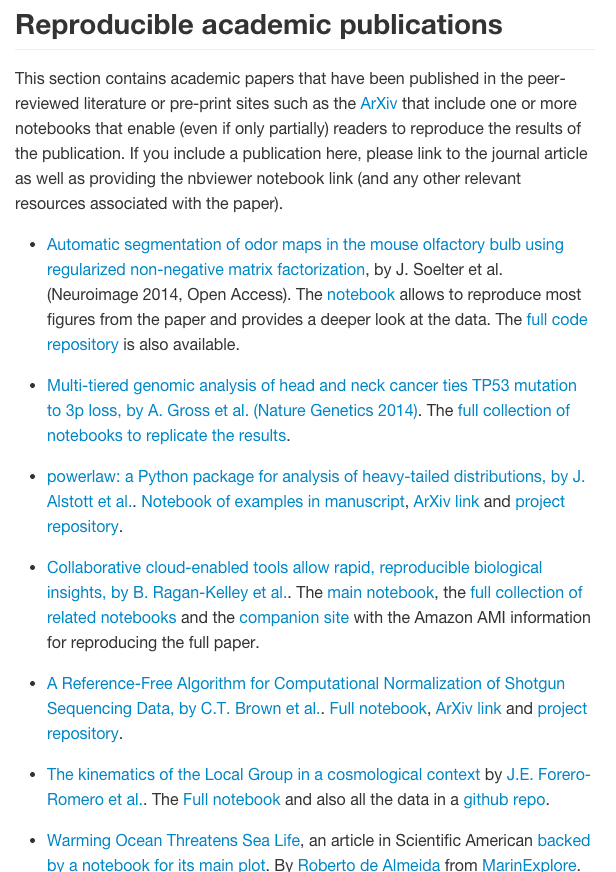 Reproducible academic publications
This section contains academic papers that have been published in the peer-
reviewed literature or pre-print sites such as the ArXiv that include one or more
notebooks that enable (even if only partially) readers to reproduce the results of
the publication. If you include a publication here, please link to the journal article
as well as providing the nbviewer notebook link (and any other relevant
resources associated with the paper).
• Automatic segmentation of odor maps in the mouse olfactory bulb using
regularized non-negative matrix factorization, by J. Soelter et al.
(Neuroimage 2014, Open Access). The notebook allows to reproduce most
figures from the paper and provides a deeper look at the data. The full code
repository is also available.
• Multi-tiered genomic analysis of head and neck cancer ties TP53 mutation
to 3p loss, by A. Gross et al. (Nature Genetics 2014). The full collection of
notebooks to replicate the results.
• powerlaw: a Python package for analysis of heavy-tailed distributions, by J.
Alstott et al.. Notebook of examples in manuscript, ArXiv link and project
repository.
• Collaborative cloud-enabled tools allow rapid, reproducible biological
insights, by B. Ragan-Kelley et al.. The main notebook, the full collection of
related notebooks and the companion site with the Amazon AMI information
for reproducing the full paper.
• A Reference-Free Algorithm for Computational Normalization of Shotgun
Sequencing Data, by C.T. Brown et al.. Full notebook, ArXiv link and project
repository.
• The kinematics of the Local Group in a cosmological context by J.E. Forero-
Romero et al.. The Full notebook and also all the data in a github repo.
• Warming Ocean Threatens Sea Life, an article in Scientific American backed
by a notebook for its main plot. By Roberto de Almeida from MarinExplore.